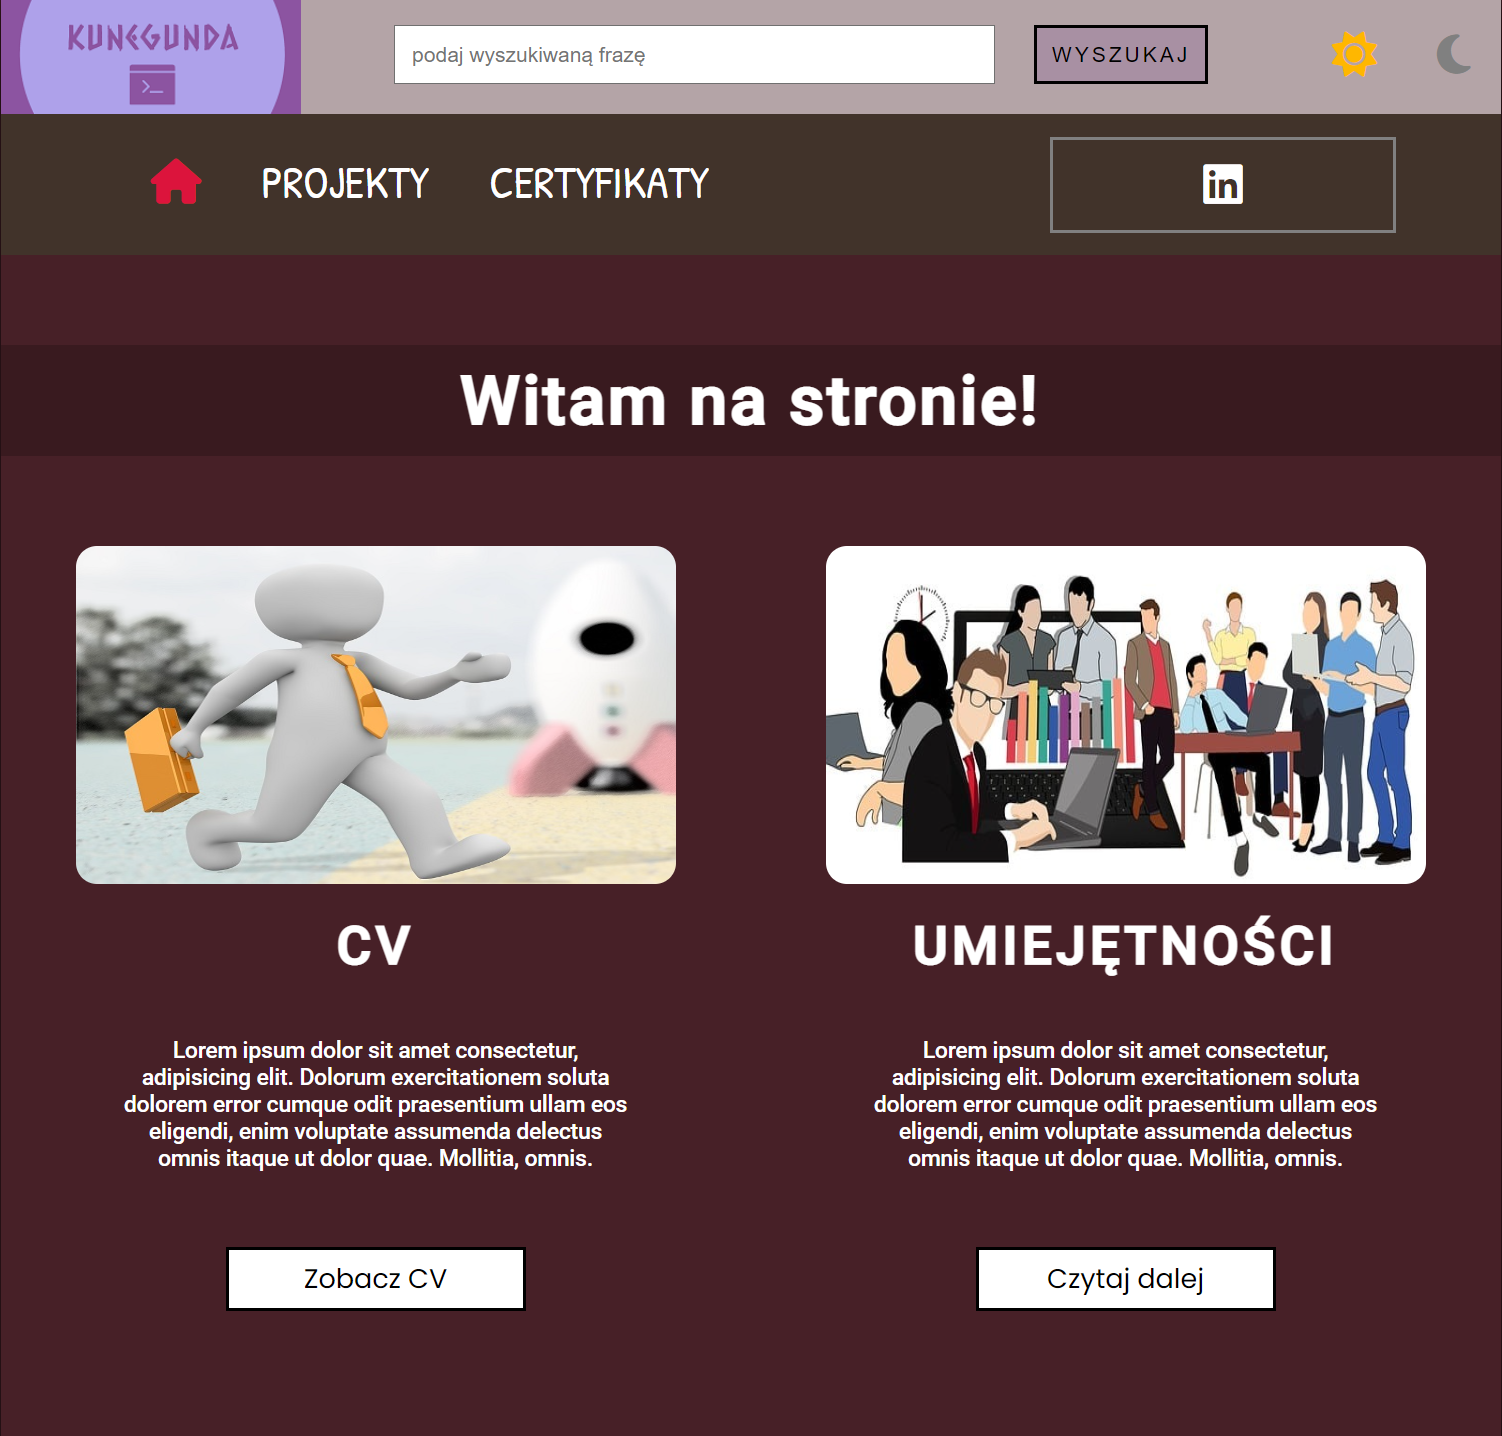 KUNEGUNDA
podaj wyszukiwaną frazę
WYSZUKAJ
PROJEKTY CERTYFIKATY
in
Witam na stronie!
CV
Lorem ipsum dolor sit amet consectetur,
adipisicing elit. Dolorum exercitationem soluta
dolorem error cumque odit praesentium ullam eos
eligendi, enim voluptate assumenda delectus
omnis itaque ut dolor quae. Mollitia, omnis.
Zobacz CV
UMIEJĘTNOŚCI
Lorem ipsum dolor sit amet consectetur,
adipisicing elit. Dolorum exercitationem soluta
dolorem error cumque odit praesentium ullam eos
eligendi, enim voluptate assumenda delectus
omnis itaque ut dolor quae. Mollitia, omnis.
Czytaj dalej